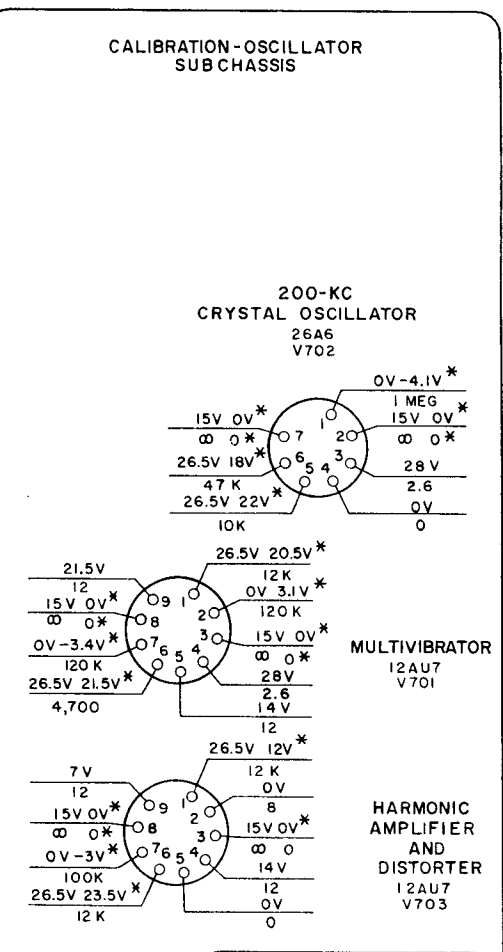 CALIBRATION-OSCILLATOR
SUBCHASSIS
200-KC
CRYSTAL OSCILLATOR
26A6
V702
0V -4.1V*
1 MEG
15V 0V*
∞ 0*
1
7
2
15V 0V*
∞ 0*
26.5V 18V*
47 K
6
5
4
3
28V
2.6
26.5V 22V*
10K
0V
0
21.5V
12
26.5V 20.5V*
12K
15V 0V*
∞ 0*
9
1
8
2
0V 3.1V*
120K
0V -3.4V*
120K
7
3
15V 0V*
∞ 0*
6
5
4
26.5V 21.5V*
4,700
28V
2.6
14V
12
MULTIVIBRATOR
12AU7
V701
7V
12
26.5V 12V*
12 K
15V 0V*
∞ 0*
9
1
8
2
0V
8
0V -3V*
100K
7
3
15V 0V*
∞ 0
6
5
4
14V
12
26.5V 23.5V*
12 K
0V
0
HARMONIC
AMPLIFIER
AND
DISTORTER
12AU7
V703